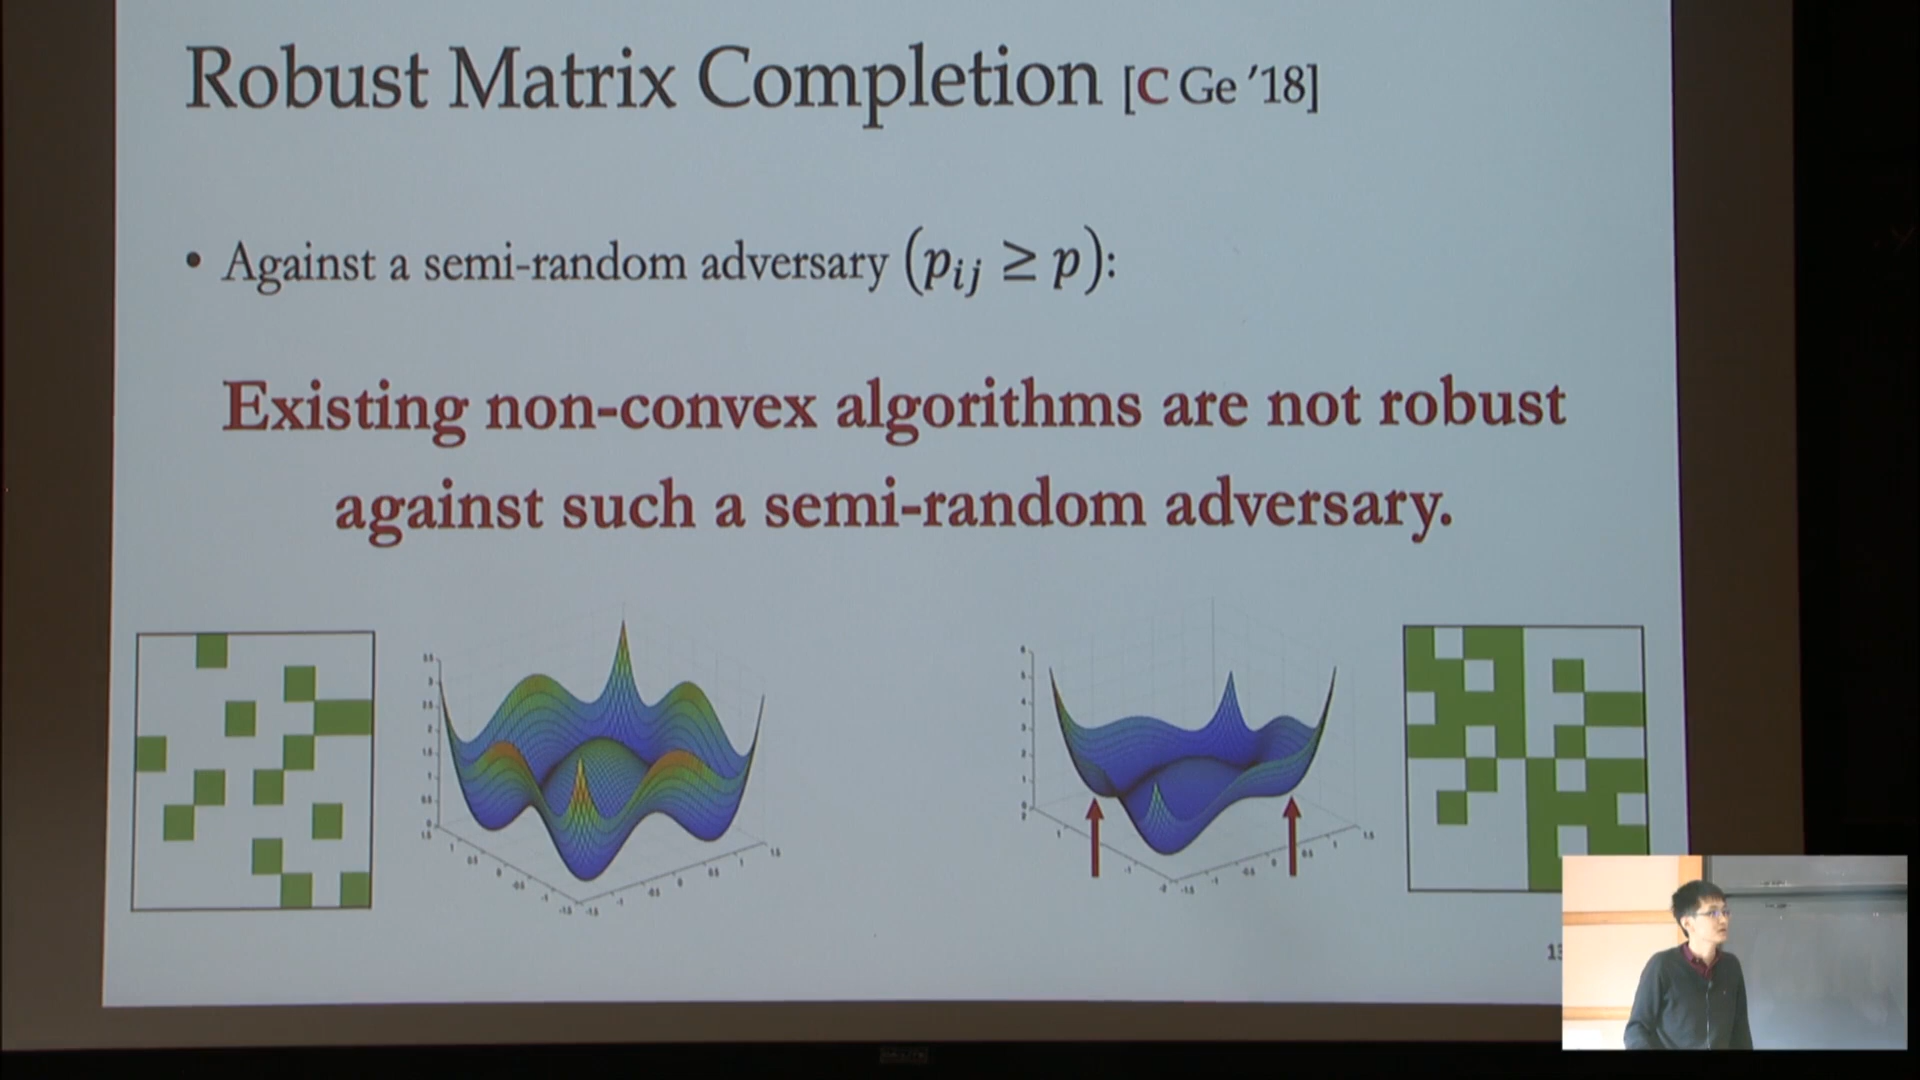 Robust Matrix Completion [C Ge '18]
• Against a semi-random adversary (pᵢⱼ ≥ p):
Existing non-convex algorithms are not robust
against such a semi-random adversary.